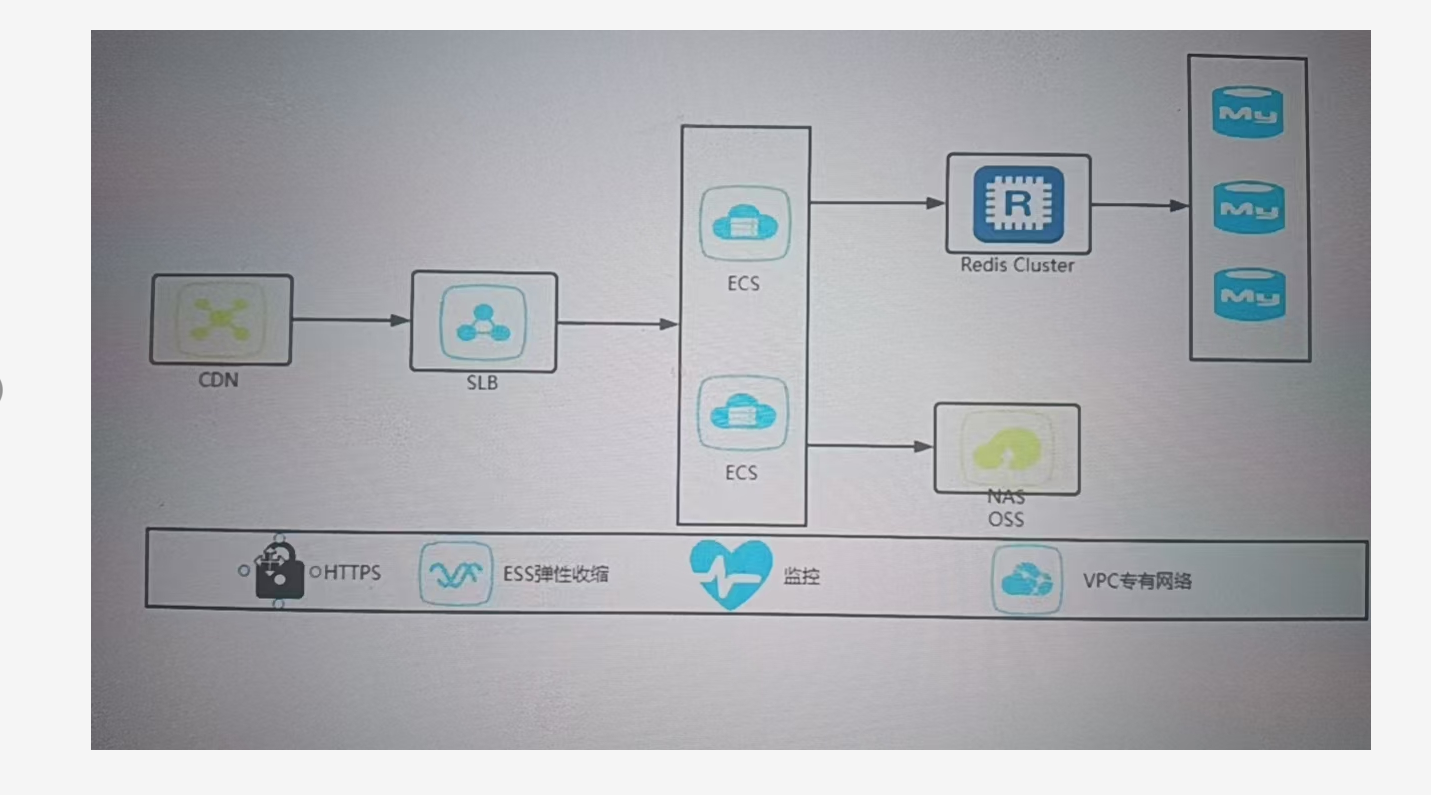 My
My
My
R
Redis Cluster
ECS
CDN
SLB
ECS
NAS
OSS
HTTPS
ESS弹性收缩
监控
VPC专有网络